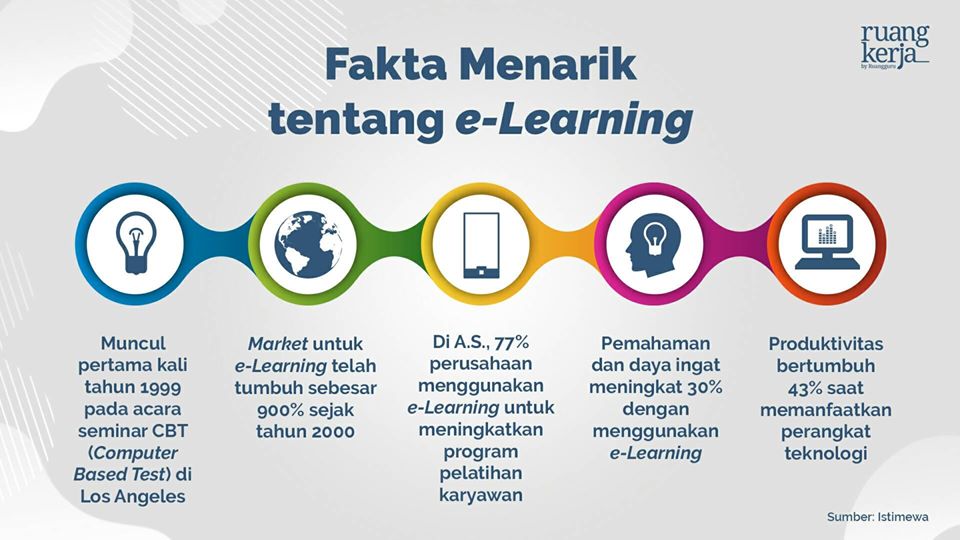 ruang
kerja_
by Ruangguru
Fakta Menarik
tentang e-Learning
Muncul
pertama kali
tahun 1999
pada acara
seminar CBT
(Computer
Based Test) di
Los Angeles
Market untuk
e-Learning telah
tumbuh sebesar
900% sejak
tahun 2000
Di A.S., 77%
perusahaan
menggunakan
e-Learning untuk
meningkatkan
program
pelatihan
karyawan
Pemahaman
dan daya ingat
meningkat 30%
dengan
menggunakan
e-Learning
Produktivitas
bertumbuh
43% saat
memanfaatkan
perangkat
teknologi
Sumber: Istimewa